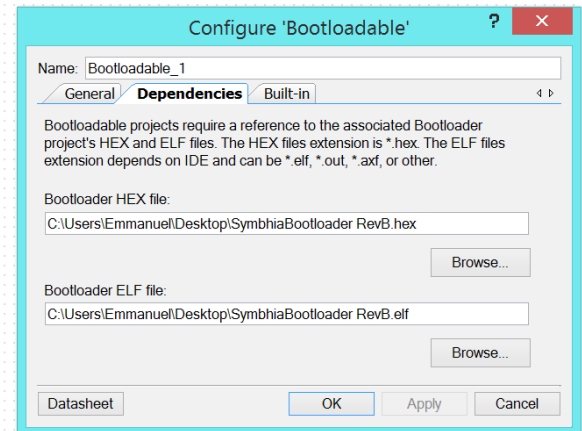 Configure 'Bootloadable'
?
Name: Bootloadable_1
General Dependencies Built-in
Bootloadable projects require a reference to the associated Bootloader
project's HEX and ELF files. The HEX files extension is *.hex. The ELF files
extension depends on IDE and can be *.elf, *.out, *.axf, or other.
Bootloader HEX file:
C:\Users\Emmanuel\Desktop\SymbhiaBootloader RevB.hex
Browse...
Bootloader ELF file:
C:\Users\Emmanuel\Desktop\SymbhiaBootloader RevB.elf
Browse...
Datasheet OK Apply Cancel